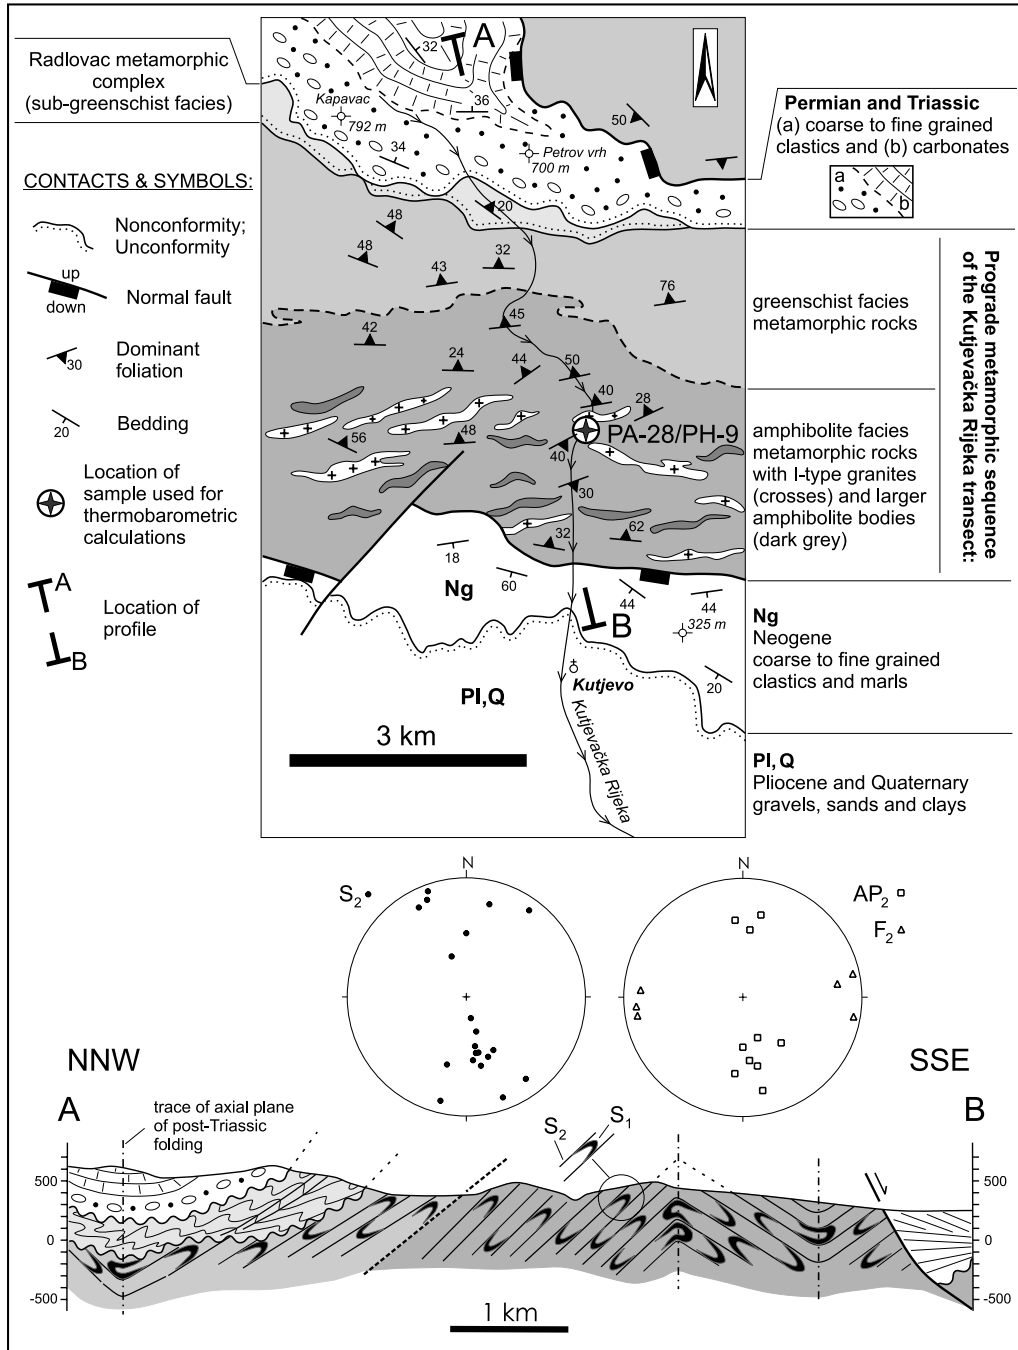 Radlovac metamorphic
complex
(sub-greenschist facies)
CONTACTS & SYMBOLS:
Nonconformity;
Unconformity
up
down
Normal fault
30
Dominant
foliation
20
Bedding
Location of
sample used for
thermobarometric
calculations
A
B
Location of
profile
A
32
36
Kapavac
792 m
34
Petrov vrh
700 m
50
20
48
48
43
32
76
45
42
24
44
50
40
28
PA-28/PH-9
56
48
40
30
32
62
18
Ng
60
44
44
325 m
B
20
Kutjevo
Pl,Q
3 km
Kutjevačka Rijeka
Permian and Triassic
(a) coarse to fine grained
clastics and (b) carbonates
a
b
greenschist facies
metamorphic rocks
amphibolite facies
metamorphic rocks
with I-type granites
(crosses) and larger
amphibolite bodies
(dark grey)
Prograde metamorphic sequence
of the Kutjevačka Rijeka transect:
Ng
Neogene
coarse to fine grained
clastics and marls
Pl, Q
Pliocene and Quaternary
gravels, sands and clays
N
S2
N
AP2
F2
NNW
SSE
A
B
trace of axial plane
of post-Triassic
folding
S2
S1
500
0
-500
500
0
-500
1 km